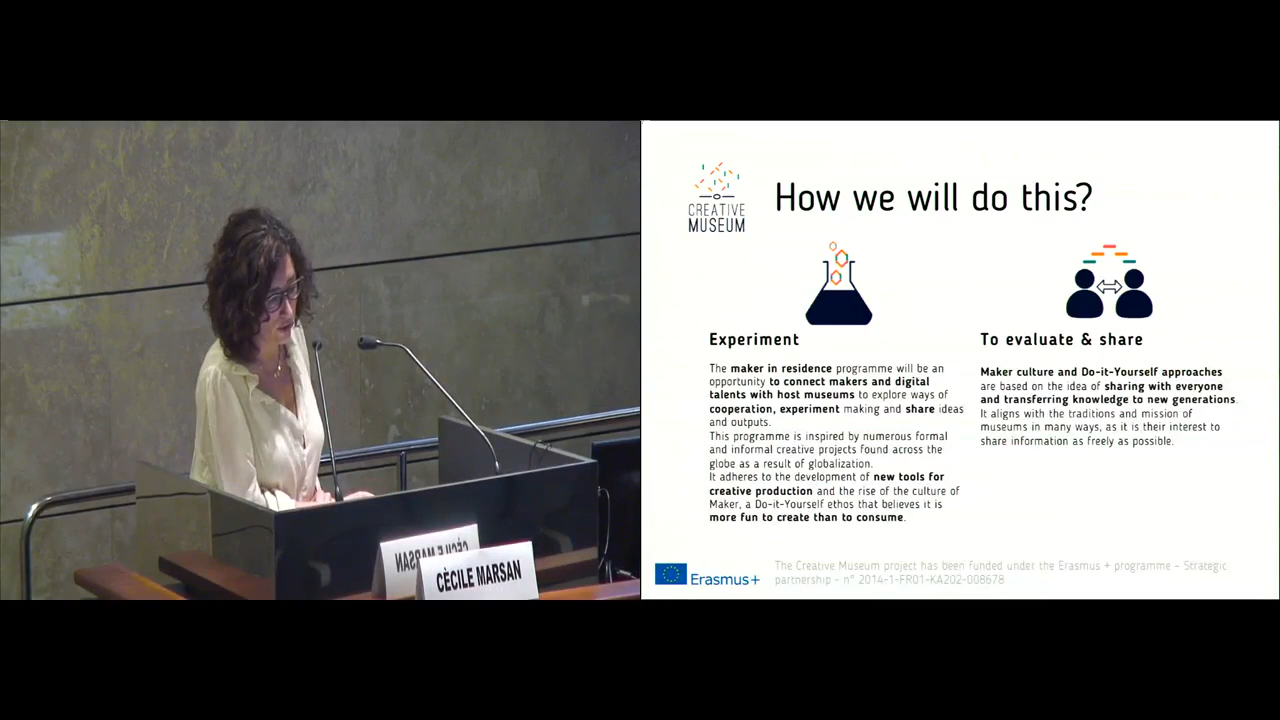 CÉCILE MARSAN
CÈCILE MARSAN
CREATIVE
MUSEUM
How we will do this?
Experiment
The maker in residence programme will be an
opportunity to connect makers and digital
talents with host museums to explore ways of
cooperation, experiment making and share ideas
and outputs.
This programme is inspired by numerous formal
and informal creative projects found across the
globe as a result of globalization.
It adheres to the development of new tools for
creative production and the rise of the culture of
Maker, a Do-it-Yourself ethos that believes it is
more fun to create than to consume.
To evaluate & share
Maker culture and Do-it-Yourself approaches
are based on the idea of sharing with everyone
and transferring knowledge to new generations.
It aligns with the traditions and mission of
museums in many ways, as it is their interest to
share information as freely as possible.
Erasmus+
The Creative Museum project has been funded under the Erasmus + programme – Strategic
partnership - n° 2014-1-FR01-KA202-008678